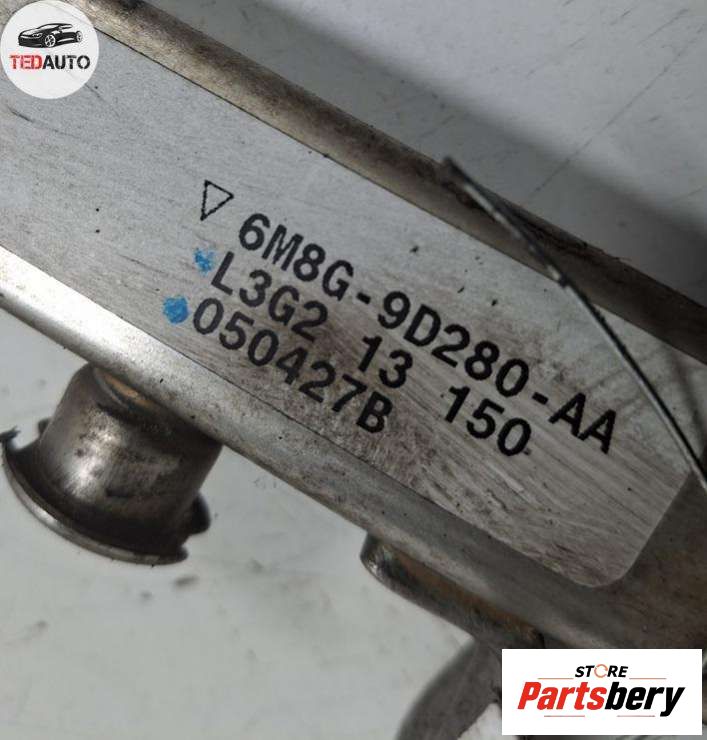 TEDAUTO
6M8G-9D280-AA
L3G2 13 150
050427B
STORE
Partsbery